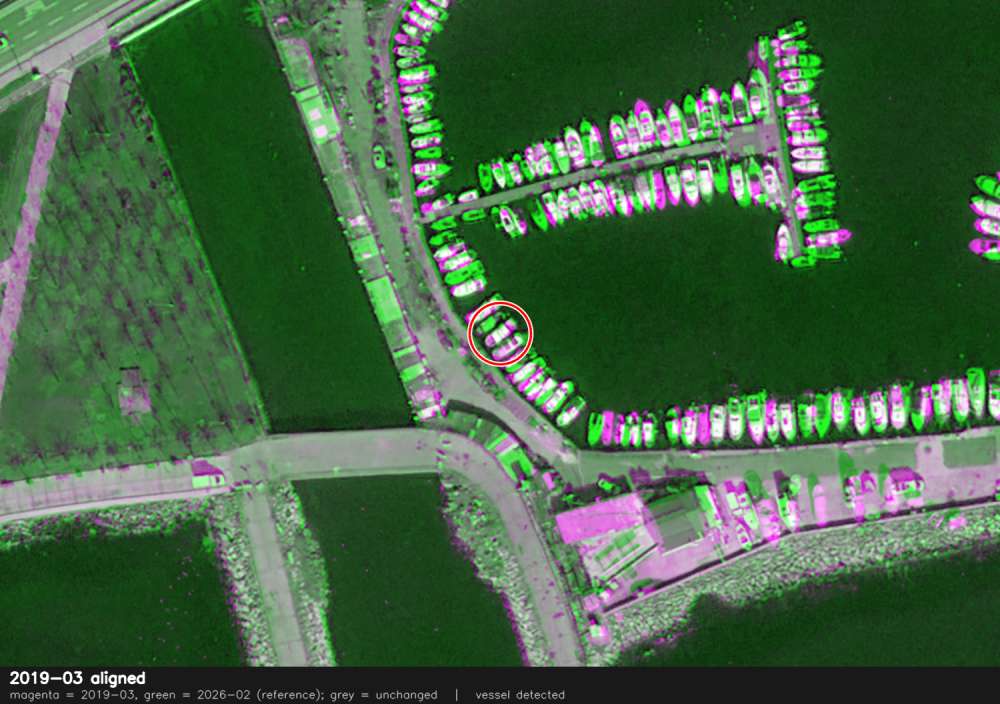 2019-03 aligned
magenta = 2019-03, green = 2026-02 (reference); grey = unchanged | vessel detected